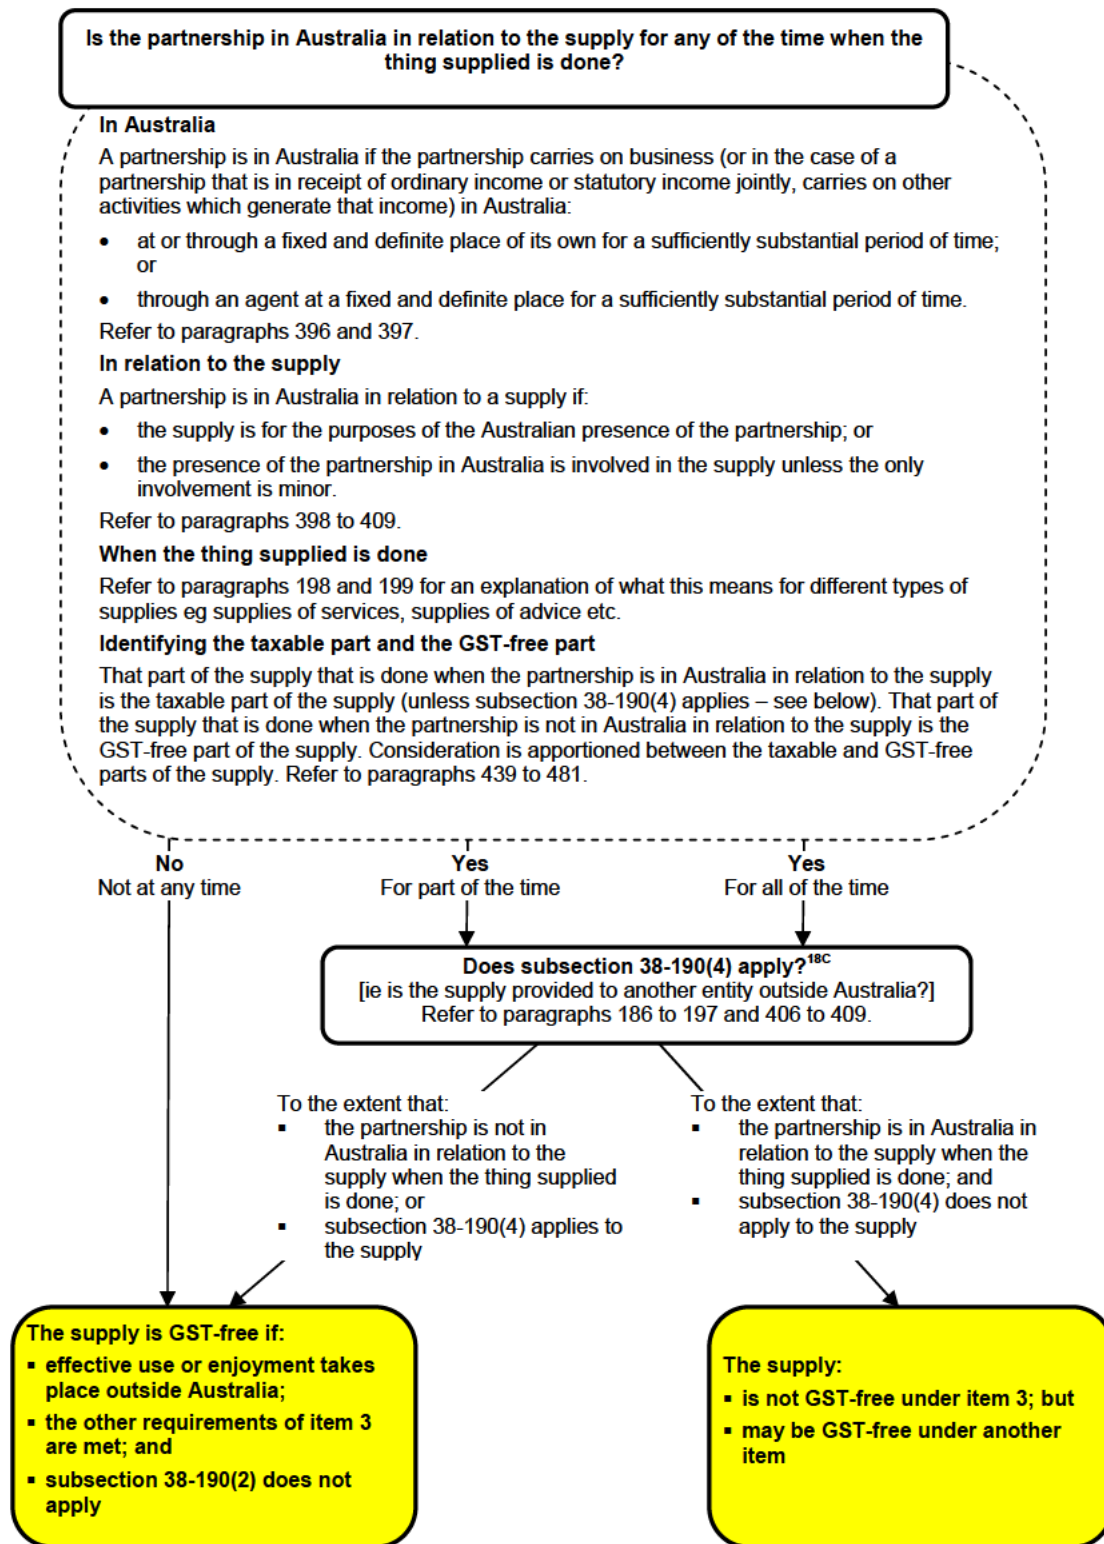 Is the partnership in Australia in relation to the supply for any of the time when the
thing supplied is done?
In Australia
A partnership is in Australia if the partnership carries on business (or in the case of a
partnership that is in receipt of ordinary income or statutory income jointly, carries on other
activities which generate that income) in Australia:
• at or through a fixed and definite place of its own for a sufficiently substantial period of time;
or
• through an agent at a fixed and definite place for a sufficiently substantial period of time.
Refer to paragraphs 396 and 397.
In relation to the supply
A partnership is in Australia in relation to a supply if:
• the supply is for the purposes of the Australian presence of the partnership; or
• the presence of the partnership in Australia is involved in the supply unless the only
involvement is minor.
Refer to paragraphs 398 to 409.
When the thing supplied is done
Refer to paragraphs 198 and 199 for an explanation of what this means for different types of
supplies eg supplies of services, supplies of advice etc.
Identifying the taxable part and the GST-free part
That part of the supply that is done when the partnership is in Australia in relation to the supply
is the taxable part of the supply (unless subsection 38-190(4) applies – see below). That part of
the supply that is done when the partnership is not in Australia in relation to the supply is the
GST-free part of the supply. Consideration is apportioned between the taxable and GST-free
parts of the supply. Refer to paragraphs 439 to 481.
No
Not at any time
Yes
For part of the time
Yes
For all of the time
Does subsection 38-190(4) apply?18C
[ie is the supply provided to another entity outside Australia?]
Refer to paragraphs 186 to 197 and 406 to 409.
To the extent that:
▪ the partnership is not in
Australia in relation to the
supply when the thing supplied
is done; or
▪ subsection 38-190(4) applies to
the supply
To the extent that:
▪ the partnership is in Australia in
relation to the supply when the
thing supplied is done; and
▪ subsection 38-190(4) does not
apply to the supply
The supply is GST-free if:
▪ effective use or enjoyment takes
place outside Australia;
▪ the other requirements of item 3
are met; and
▪ subsection 38-190(2) does not
apply
The supply:
▪ is not GST-free under item 3; but
▪ may be GST-free under another
item